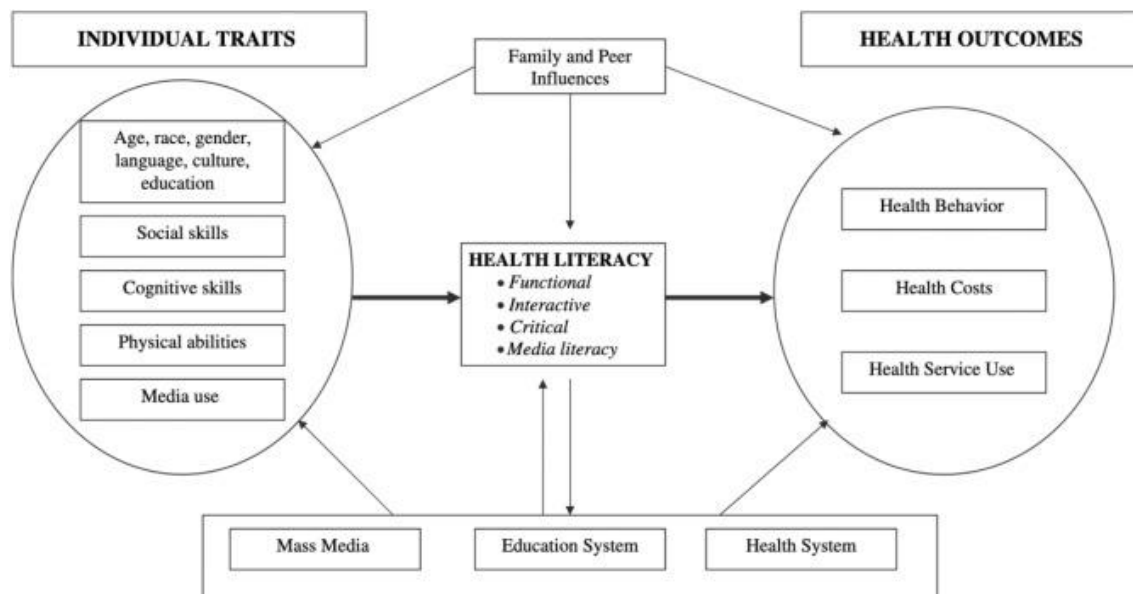 INDIVIDUAL TRAITS
Family and Peer
Influences
HEALTH OUTCOMES
Age, race, gender,
language, culture,
education
Social skills
Cognitive skills
Physical abilities
Media use
HEALTH LITERACY
• Functional
• Interactive
• Critical
• Media literacy
Health Behavior
Health Costs
Health Service Use
Mass Media
Education System
Health System